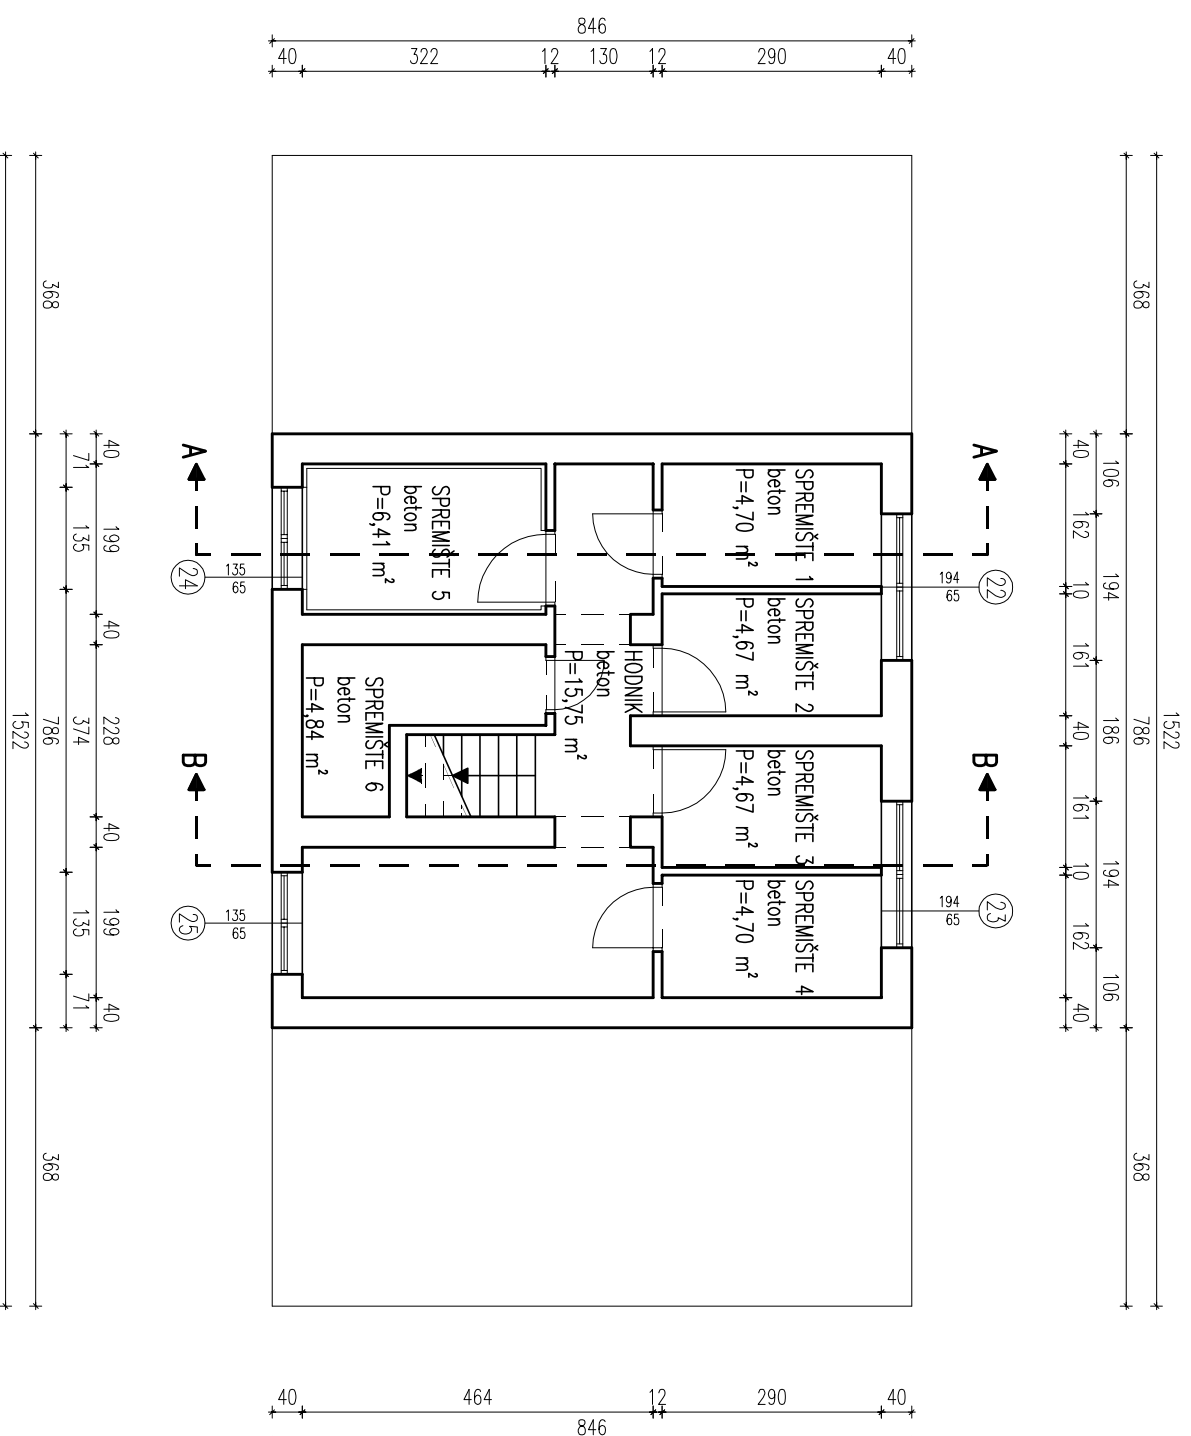 846
40 322 12 130 12 290 40
A
A
B
B
22
194
65
23
194
65
24
135
65
25
135
65
SPREMIŠTE 1
beton
P=4,70 m²
SPREMIŠTE 2
beton
P=4,67 m²
SPREMIŠTE 3
beton
P=4,67 m²
SPREMIŠTE 4
beton
P=4,70 m²
HODNIK
beton
P=15,75 m²
SPREMIŠTE 5
beton
P=6,41 m²
SPREMIŠTE 6
beton
P=4,84 m²
1522
368 786 368
106 194 186 194 106
40 162 10 161 40 161 10 162 40
40 199 40 228 40 199 40
71 135 374 135 71
368 786 368
1522
40 464 12 290 40
846